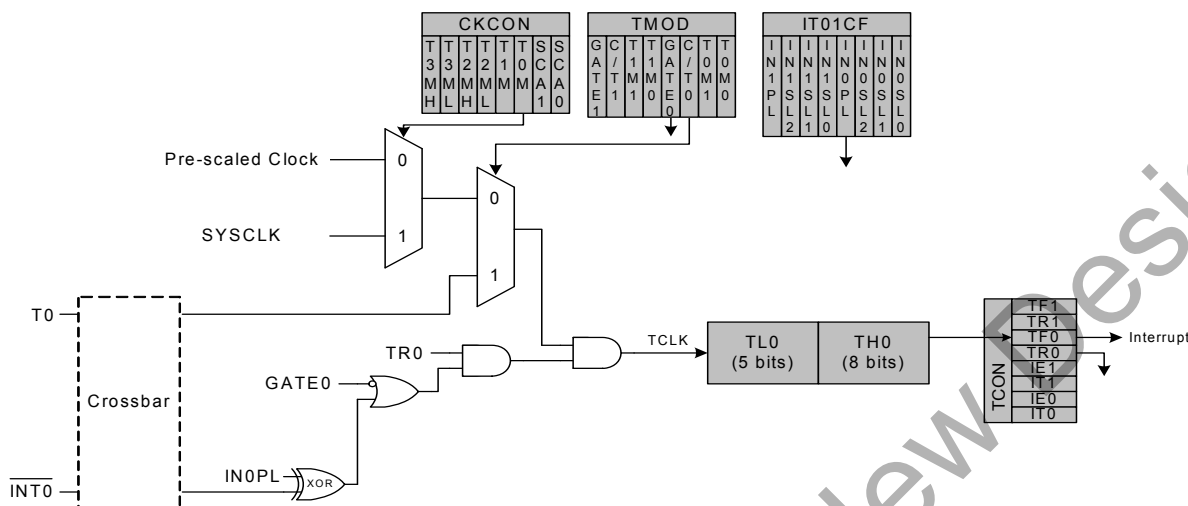 CKCON
T3MH
T3ML
T2MH
T2ML
T1M
T0M
SCA1
SCA0
TMOD
GATE1
C/T1
T1M1
T1M0
GATE0
C/T0
T0M1
T0M0
IT01CF
IN1PL
IN1SL2
IN1SL1
IN1SL0
IN0PL
IN0SL2
IN0SL1
IN0SL0
Pre-scaled Clock
0
SYSCLK
1
0
1
T0
Crossbar
INT0
TR0
GATE0
IN0PL
XOR
TCLK
TL0
(5 bits)
TH0
(8 bits)
TCON
TF1
TR1
TF0
TR0
IE1
IT1
IE0
IT0
Interrupt
New Desig